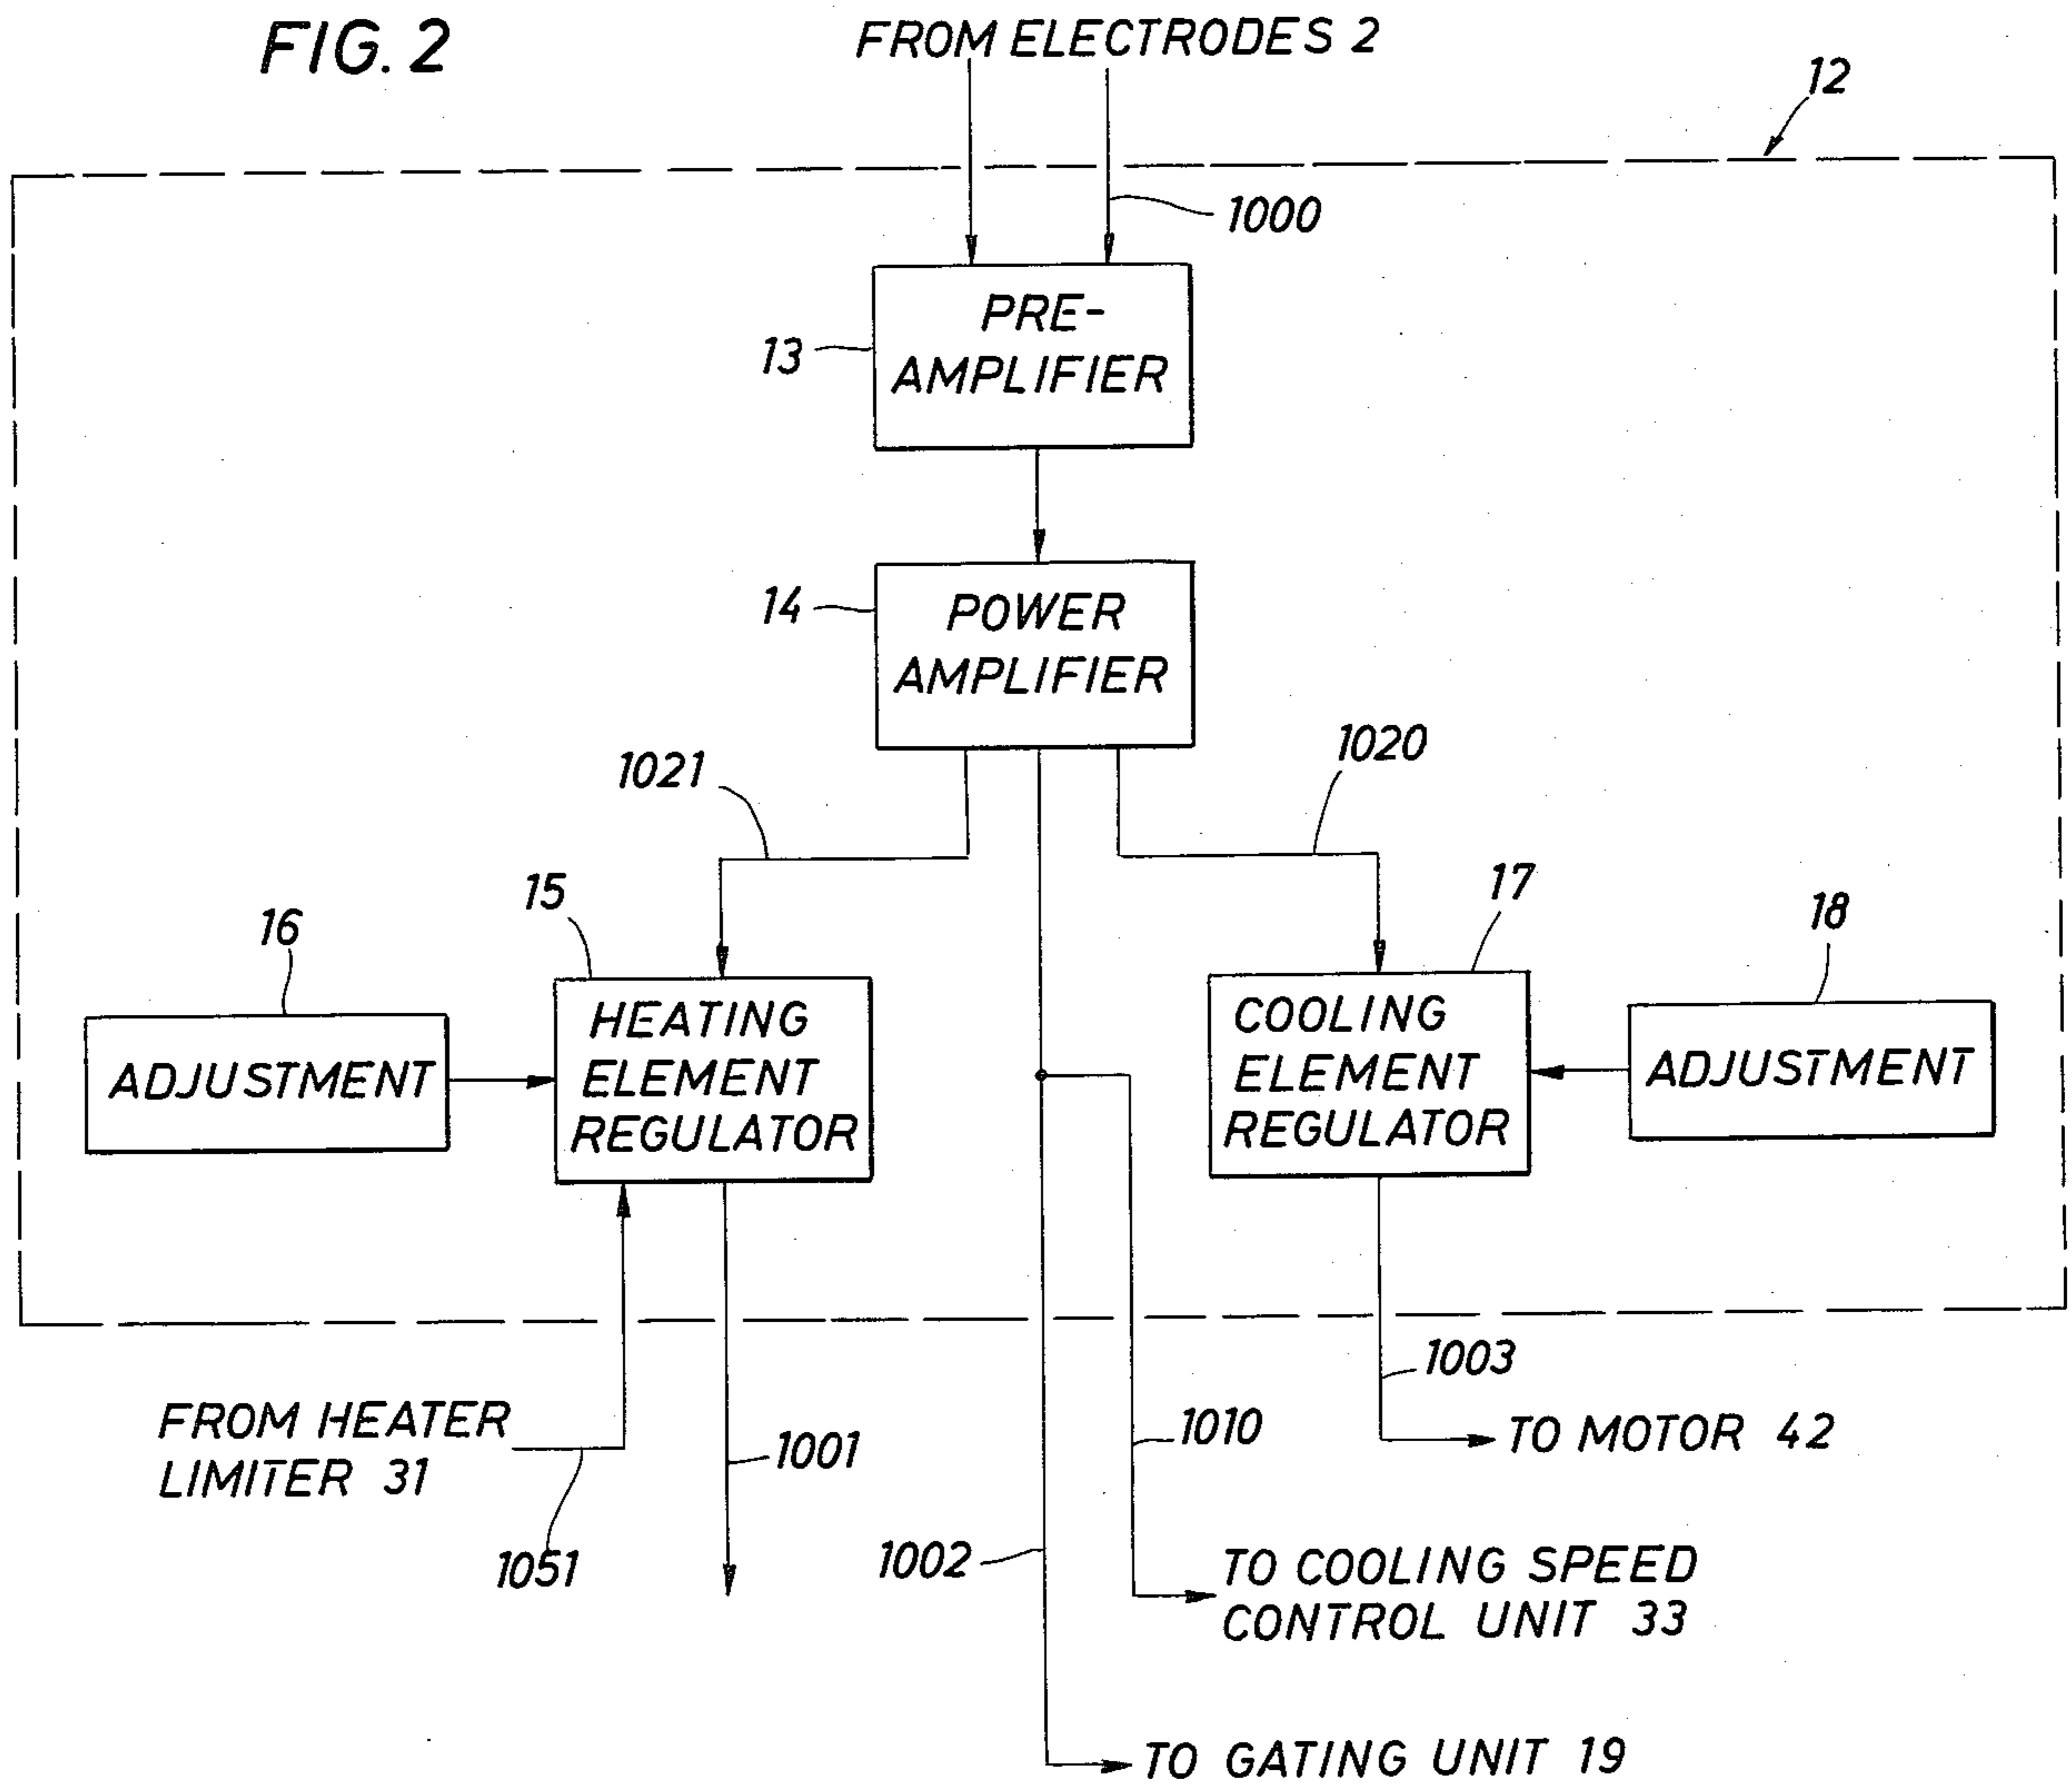 FIG. 2
FROM ELECTRODES 2
12
1000
PRE-
AMPLIFIER
13
14
POWER
AMPLIFIER
1021
1020
15
16
17
18
ADJUSTMENT
HEATING
ELEMENT
REGULATOR
COOLING
ELEMENT
REGULATOR
ADJUSTMENT
FROM HEATER
LIMITER 31
1051
1001
1003
TO MOTOR 42
1010
1002
TO COOLING SPEED
CONTROL UNIT 33
TO GATING UNIT 19